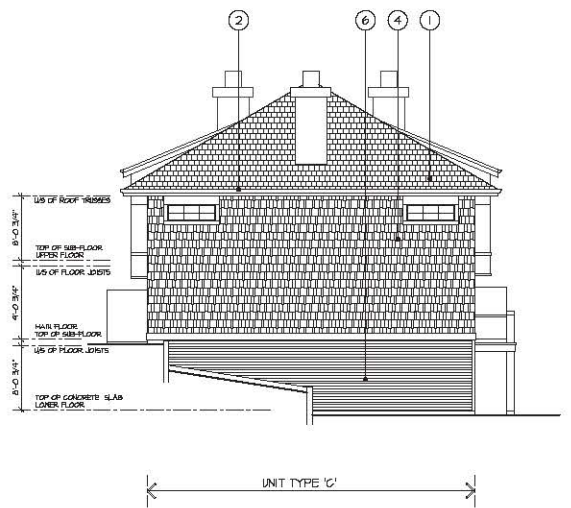 2
6
4
1
U/S OF ROOF TRUSSES
8'-0 3/4"
TOP OF SUB-FLOOR
UPPER FLOOR
U/S OF FLOOR JOISTS
9'-0 3/4"
MAIN FLOOR
TOP OF SUB-FLOOR
U/S OF FLOOR JOISTS
8'-0 3/4"
TOP OF CONCRETE SLAB
LOWER FLOOR
UNIT TYPE 'C'